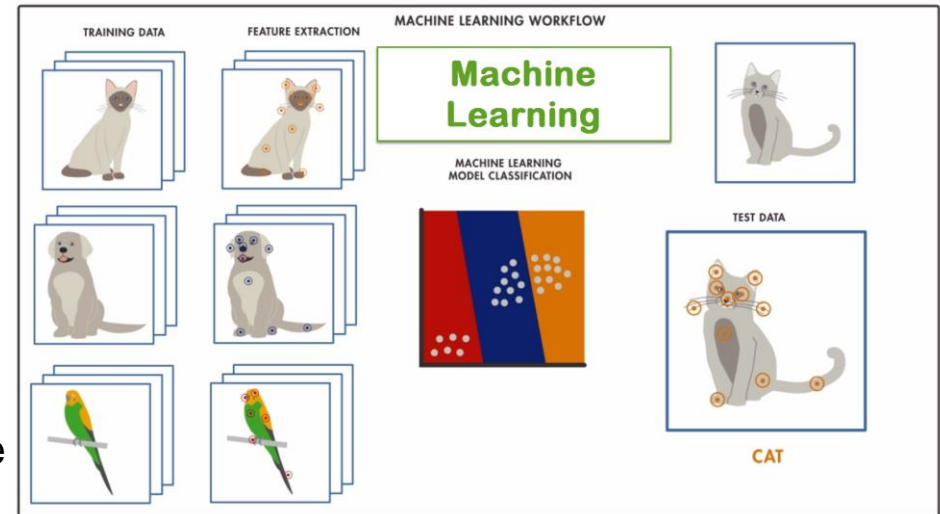 MACHINE LEARNING WORKFLOW
TRAINING DATA
FEATURE EXTRACTION
Machine
Learning
MACHINE LEARNING
MODEL CLASSIFICATION
TEST DATA
CAT
e